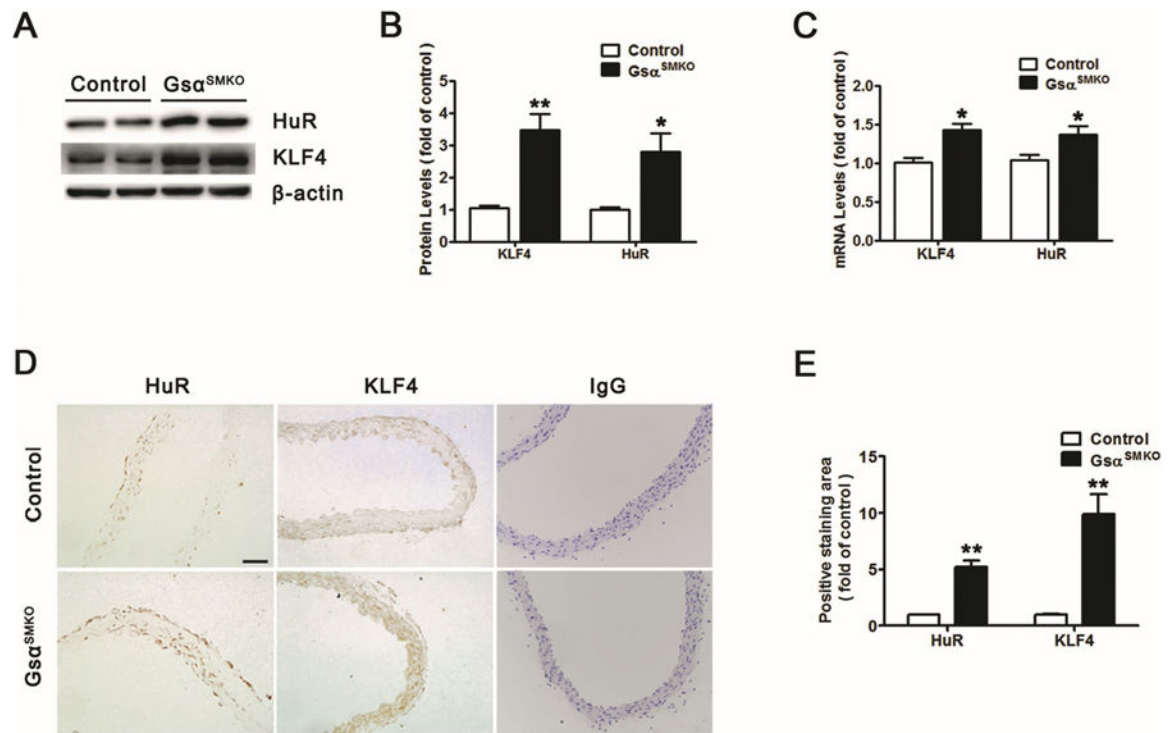 A
Control GsαSMKO
HuR
KLF4
β-actin
B
Control
GsαSMKO
Protein Levels ( fold of control)
5
4
3
2
1
0
**
*
KLF4 HuR
C
Control
GsαSMKO
mRNA Levels ( fold of control)
2.0
1.5
1.0
0.5
0.0
*
*
KLF4 HuR
D
HuR KLF4 IgG
Control
GsαSMKO
E
Control
GsαSMKO
Positive staining area
( fold of control)
15
10
5
0
**
**
HuR KLF4